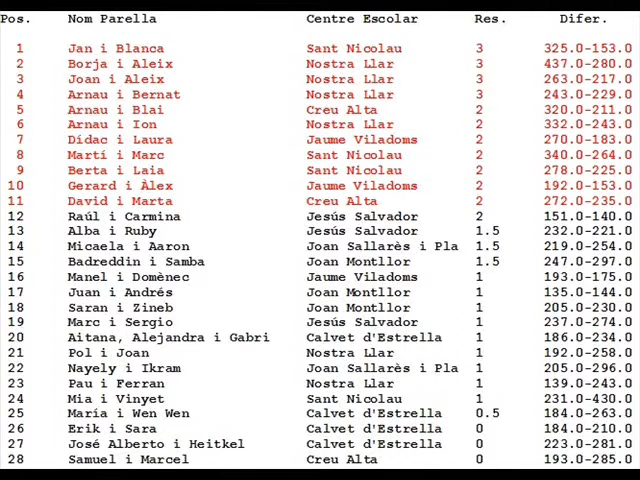 Pos. Nom Parella Centre Escolar Res. Difer.
1 Jan i Blanca Sant Nicolau 3 325.0-153.0
2 Borja i Aleix Nostra Llar 3 437.0-280.0
3 Joan i Aleix Nostra Llar 3 263.0-217.0
4 Arnau i Bernat Nostra Llar 3 243.0-229.0
5 Arnau i Blai Creu Alta 2 320.0-211.0
6 Arnau i Ion Nostra Llar 2 332.0-243.0
7 Dídac i Laura Jaume Viladoms 2 270.0-183.0
8 Martí i Marc Sant Nicolau 2 340.0-264.0
9 Berta i Laia Sant Nicolau 2 278.0-225.0
10 Gerard i Àlex Jaume Viladoms 2 192.0-153.0
11 David i Marta Creu Alta 2 272.0-235.0
12 Raúl i Carmina Jesús Salvador 2 151.0-140.0
13 Alba i Ruby Jesús Salvador 1.5 232.0-221.0
14 Micaela i Aaron Joan Sallarès i Pla 1.5 219.0-254.0
15 Badreddin i Samba Joan Montllor 1.5 247.0-297.0
16 Manel i Domènec Jaume Viladoms 1 193.0-175.0
17 Juan i Andrés Joan Montllor 1 135.0-144.0
18 Saran i Zineb Joan Montllor 1 205.0-230.0
19 Marc i Sergio Jesús Salvador 1 237.0-274.0
20 Aitana, Alejandra i Gabri Calvet d'Estrella 1 186.0-234.0
21 Pol i Joan Nostra Llar 1 192.0-258.0
22 Nayely i Ikram Joan Sallarès i Pla 1 205.0-296.0
23 Pau i Ferran Nostra Llar 1 139.0-243.0
24 Mia i Vinyet Sant Nicolau 1 231.0-430.0
25 María i Wen Wen Calvet d'Estrella 0.5 184.0-263.0
26 Erik i Sara Calvet d'Estrella 0 184.0-210.0
27 José Alberto i Heitkel Calvet d'Estrella 0 223.0-281.0
28 Samuel i Marcel Creu Alta 0 193.0-285.0